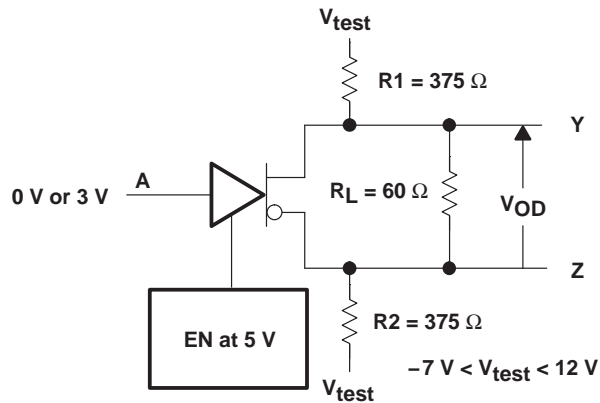 Vtest
R1 = 375 Ω
Y
A
0 V or 3 V
RL = 60 Ω
VOD
Z
EN at 5 V
R2 = 375 Ω
−7 V < Vtest < 12 V
Vtest